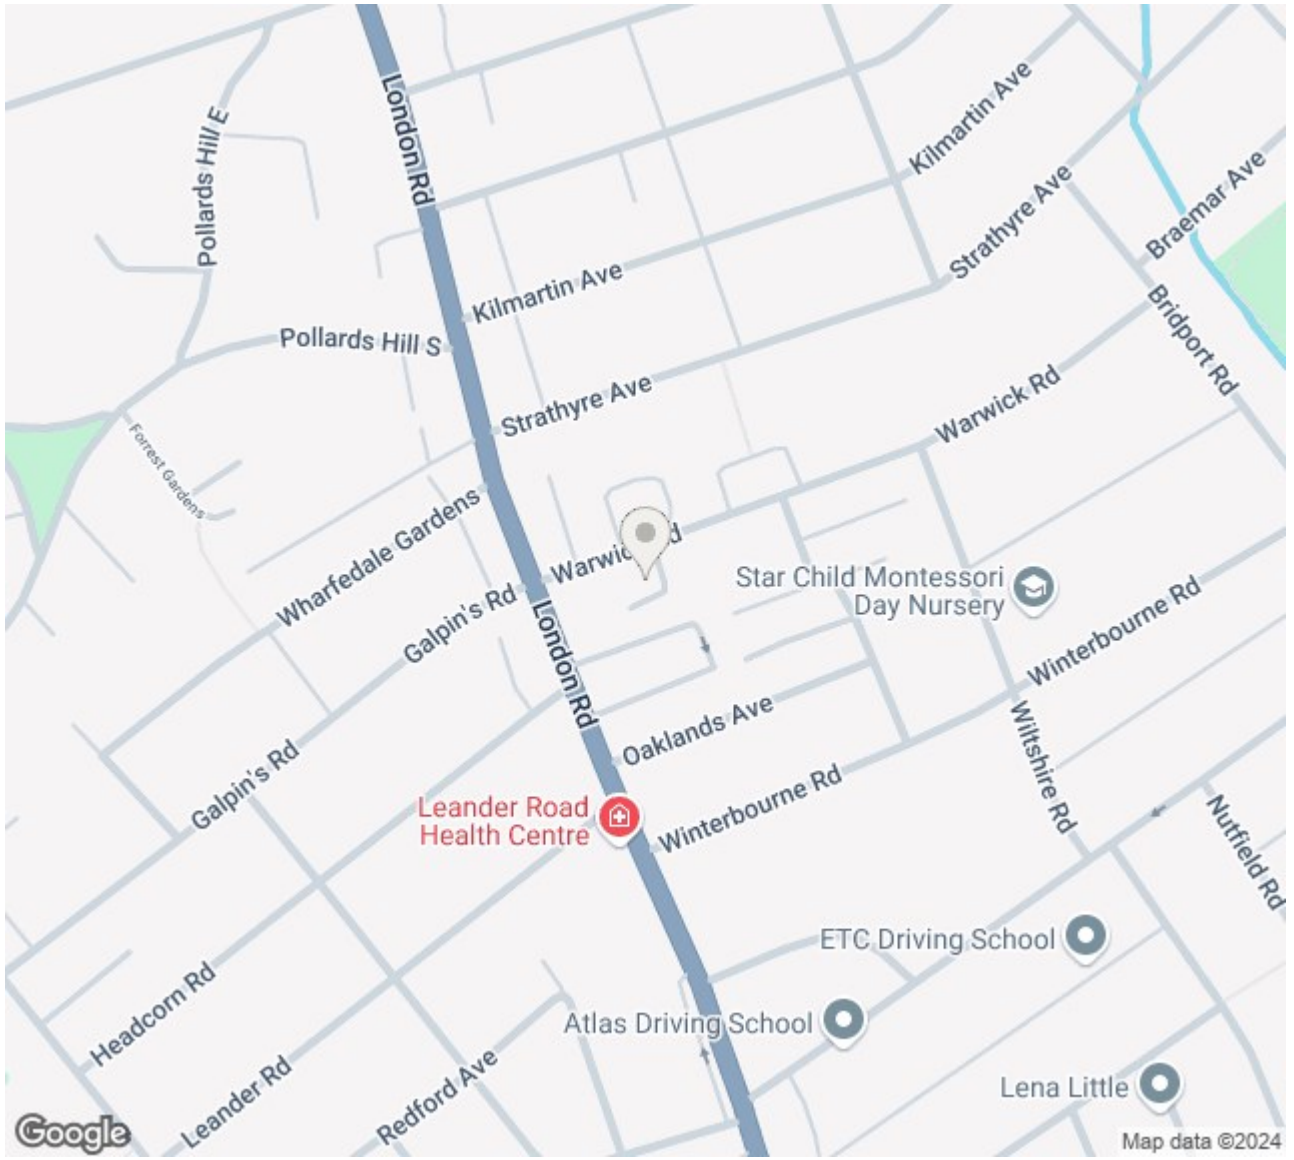 London Rd
Pollards Hill E
Kilmartin Ave
Strathyre Ave
Braemar Ave
Kilmartin Ave
Bridport Rd
Pollards Hill S
Strathyre Ave
Warwick Rd
Forrest Gardens
Wharfedale Gardens
Warwick Rd
Galpin's Rd
Star Child Montessori
Day Nursery
Winterbourne Rd
London Rd
Oaklands Ave
Wiltshire Rd
Galpin's Rd
Leander Road
Health Centre
Winterbourne Rd
Nutfield Rd
ETC Driving School
Headcorn Rd
Atlas Driving School
Leander Rd
Redford Ave
Lena Little
Google
Map data ©2024